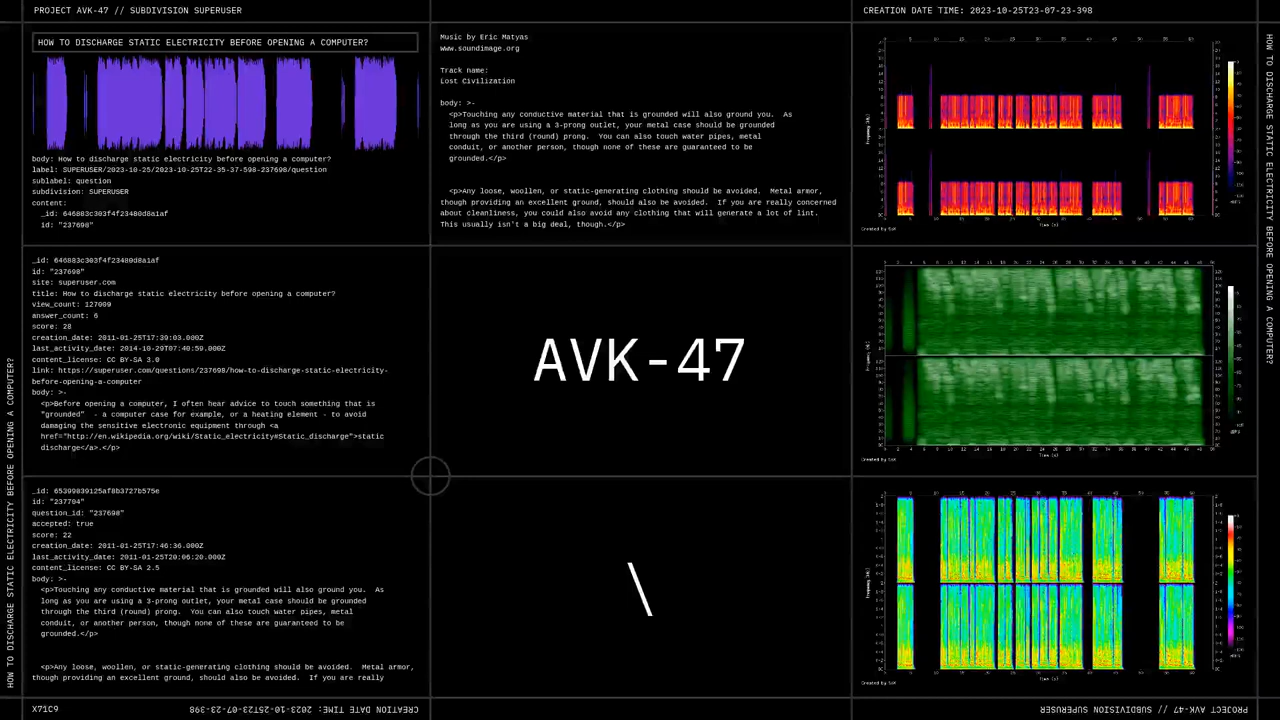 PROJECT AVK-47 // SUBDIVISION SUPERUSER
CREATION DATE TIME: 2023-10-25T23-07-23-398
HOW TO DISCHARGE STATIC ELECTRICITY BEFORE OPENING A COMPUTER?
body: How to discharge static electricity before opening a computer?
label: SUPERUSER/2023-10-25/2023-10-25T22-35-37-598-237698/question
sublabel: question
subdivision: SUPERUSER
content:
_id: 646883c303f4f23480d8a1af
id: "237698"
Music by Eric Matyas
www.soundimage.org
Track name:
Lost Civilization
body: >-
<p>Touching any conductive material that is grounded will also ground you.  As
long as you are using a 3-prong outlet, your metal case should be grounded
through the third (round) prong.  You can also touch water pipes, metal
conduit, or another person, though none of these are guaranteed to be
grounded.</p>
<p>Any loose, woollen, or static-generating clothing should be avoided.  Metal armor,
though providing an excellent ground, should also be avoided.  If you are really concerned
about cleanliness, you could also avoid any clothing that will generate a lot of lint.
This usually isn't a big deal, though.</p>
Time (s)
Created by SoX
_id: 646883c303f4f23480d8a1af
id: "237698"
site: superuser.com
title: How to discharge static electricity before opening a computer?
view_count: 127009
answer_count: 6
score: 28
creation_date: 2011-01-25T17:39:03.000Z
last_activity_date: 2014-10-29T07:40:59.000Z
content_license: CC BY-SA 3.0
link: https://superuser.com/questions/237698/how-to-discharge-static-electricity-
before-opening-a-computer
body: >-
<p>Before opening a computer, I often hear advice to touch something that is
"grounded"  - a computer case for example, or a heating element - to avoid
damaging the sensitive electronic equipment through <a
href="http://en.wikipedia.org/wiki/Static_electricity#Static_discharge">static
discharge</a>.</p>
AVK-47
Time (s)
Created by SoX
_id: 65399839125af8b3727b575e
id: "237704"
question_id: "237698"
accepted: true
score: 22
creation_date: 2011-01-25T17:46:36.000Z
last_activity_date: 2011-01-25T20:06:20.000Z
content_license: CC BY-SA 2.5
body: >-
<p>Touching any conductive material that is grounded will also ground you.  As
long as you are using a 3-prong outlet, your metal case should be grounded
through the third (round) prong.  You can also touch water pipes, metal
conduit, or another person, though none of these are guaranteed to be
grounded.</p>
<p>Any loose, woollen, or static-generating clothing should be avoided.  Metal armor,
though providing an excellent ground, should also be avoided.  If you are really
\
Time (s)
Created by SoX
HOW TO DISCHARGE STATIC ELECTRICITY BEFORE OPENING A COMPUTER?
HOW TO DISCHARGE STATIC ELECTRICITY BEFORE OPENING A COMPUTER?
CREATION DATE TIME: 2023-10-25T23-07-23-398
PROJECT AVK-47 // SUBDIVISION SUPERUSER